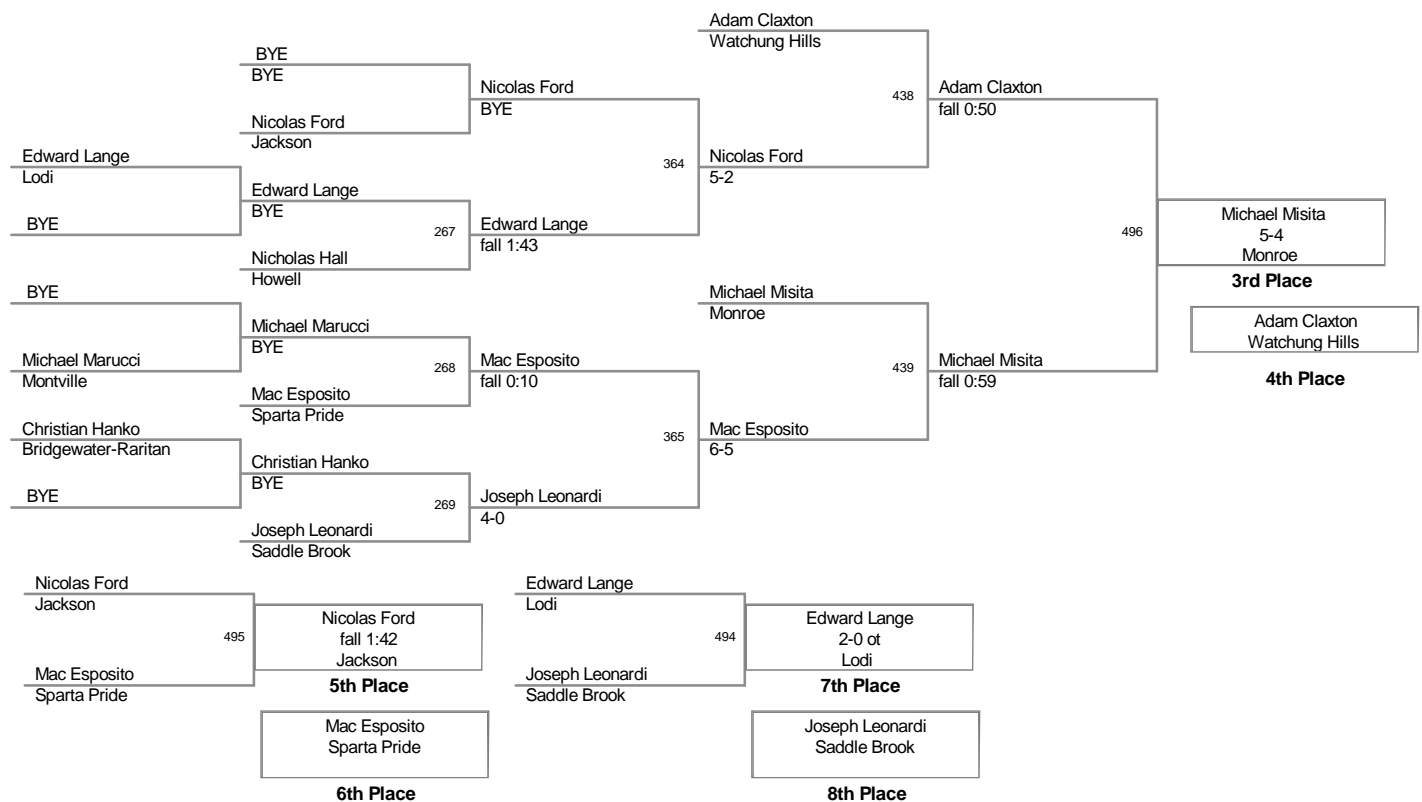 Adam Claxton
Watchung Hills
BYE
BYE
Nicolas Ford
BYE
438
Adam Claxton
fall 0:50
Nicolas Ford
Jackson
Edward Lange
Lodi
364
Nicolas Ford
5-2
Edward Lange
BYE
BYE
267
Edward Lange
fall 1:43
496
Michael Misita
5-4
Monroe
3rd Place
Nicholas Hall
Howell
BYE
Michael Misita
Monroe
Adam Claxton
Watchung Hills
4th Place
Michael Marucci
BYE
Michael Marucci
Montville
268
Mac Esposito
fall 0:10
439
Michael Misita
fall 0:59
Mac Esposito
Sparta Pride
Christian Hanko
Bridgewater-Raritan
365
Mac Esposito
6-5
Christian Hanko
BYE
BYE
269
Joseph Leonardi
4-0
Joseph Leonardi
Saddle Brook
Nicolas Ford
Jackson
495
Nicolas Ford
fall 1:42
Jackson
5th Place
Mac Esposito
Sparta Pride
Mac Esposito
Sparta Pride
6th Place
Edward Lange
Lodi
494
Edward Lange
2-0 ot
Lodi
7th Place
Joseph Leonardi
Saddle Brook
Joseph Leonardi
Saddle Brook
8th Place